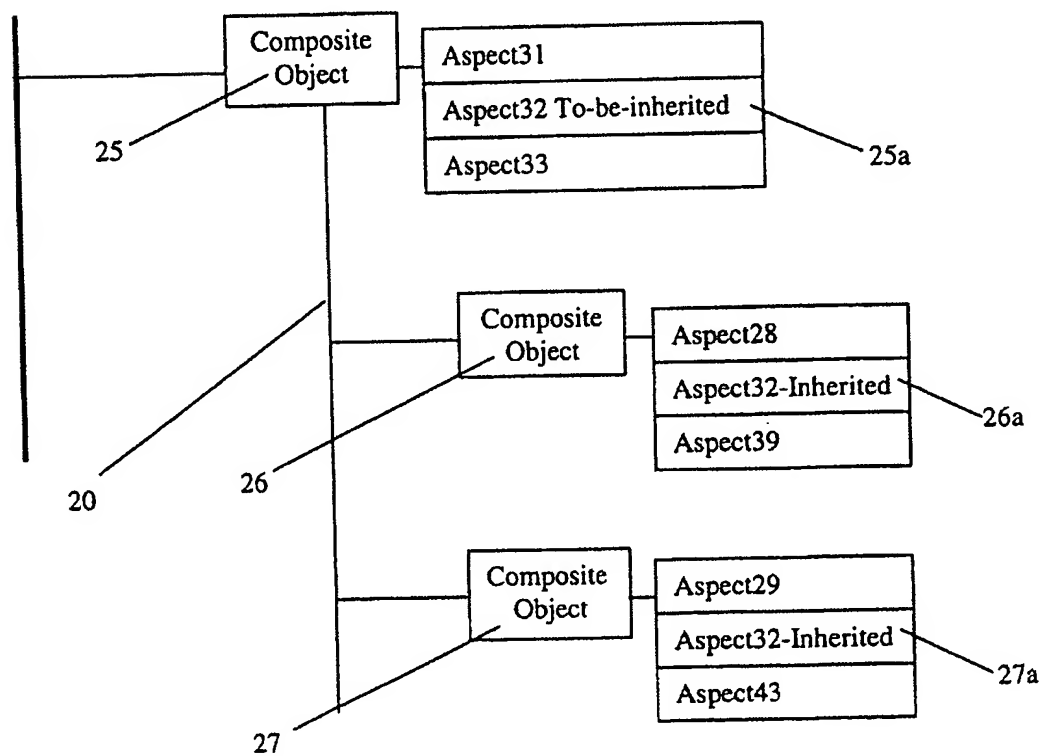 Composite
Object
Aspect31
Aspect32 To-be-inherited
Aspect33
25
25a
Composite
Object
Aspect28
Aspect32-Inherited
Aspect39
20
26
26a
Composite
Object
Aspect29
Aspect32-Inherited
Aspect43
27
27a